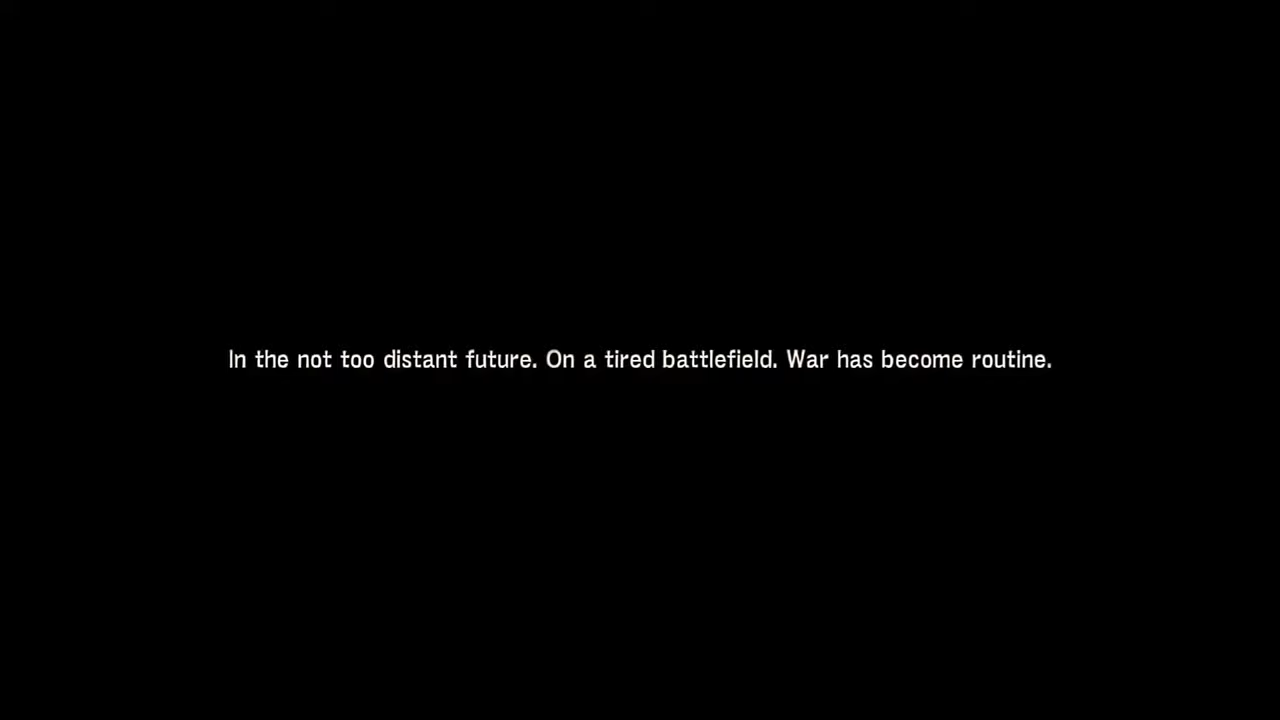 In the not too distant future. On a tired battlefield. War has become routine.